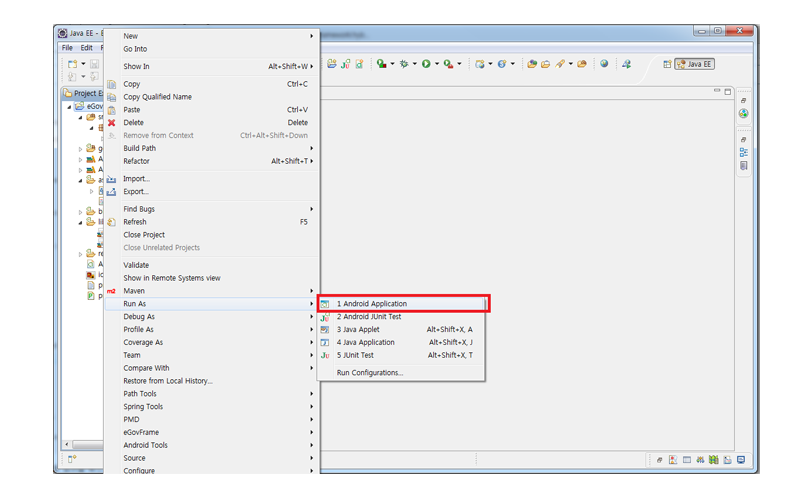 Java EE - E
File Edit
Java EE
Project Ex
eGov
New
Go Into
Show In Alt+Shift+W
Copy Ctrl+C
Copy Qualified Name
Paste Ctrl+V
Delete Delete
Remove from Context Ctrl+Alt+Shift+Down
Build Path
Refactor Alt+Shift+T
Import...
Export...
Find Bugs
Refresh F5
Close Project
Close Unrelated Projects
Validate
Show in Remote Systems view
m2 Maven
Run As
Debug As
Profile As
Coverage As
Team
Compare With
Restore from Local History...
Path Tools
Spring Tools
PMD
eGovFrame
Android Tools
Source
Configure
1 Android Application
2 Android JUnit Test
3 Java Applet Alt+Shift+X, A
4 Java Application Alt+Shift+X, J
5 JUnit Test Alt+Shift+X, T
Run Configurations...